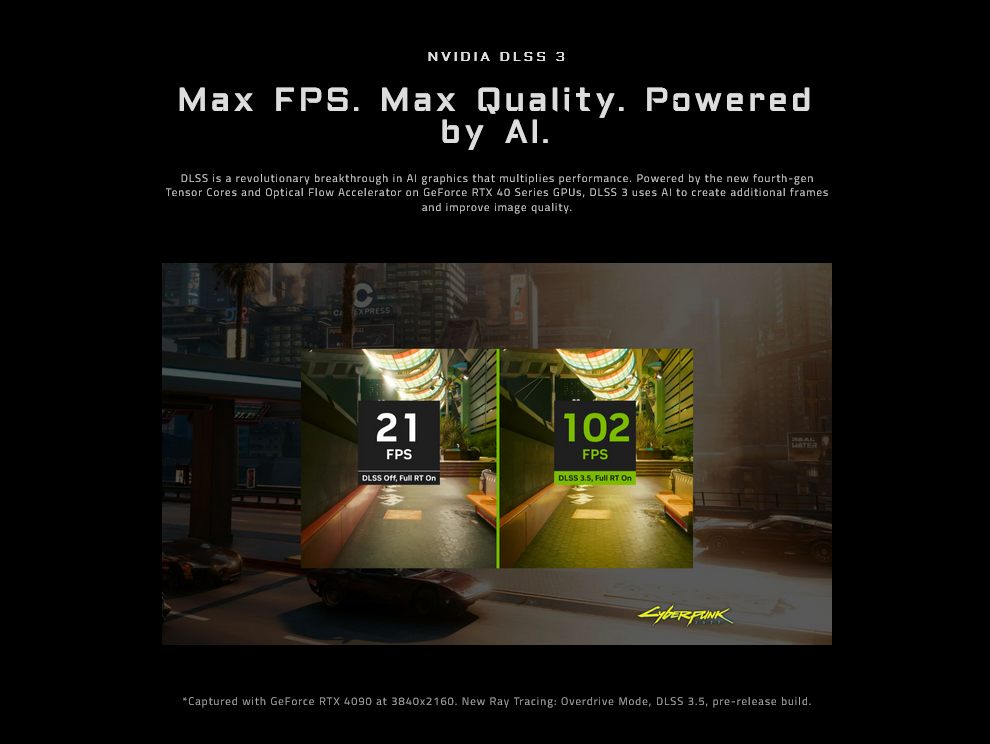 NVIDIA DLSS 3
Max FPS. Max Quality. Powered
by AI.
DLSS is a revolutionary breakthrough in AI graphics that multiplies performance. Powered by the new fourth-gen
Tensor Cores and Optical Flow Accelerator on GeForce RTX 40 Series GPUs, DLSS 3 uses AI to create additional frames
and improve image quality.
C
EXPRESS
21
FPS
DLSS Off, Full RT On
102
FPS
DLSS 3.5, Full RT On
REAL
WATER
CYBERPUNK
*Captured with GeForce RTX 4090 at 3840x2160. New Ray Tracing: Overdrive Mode, DLSS 3.5, pre-release build.